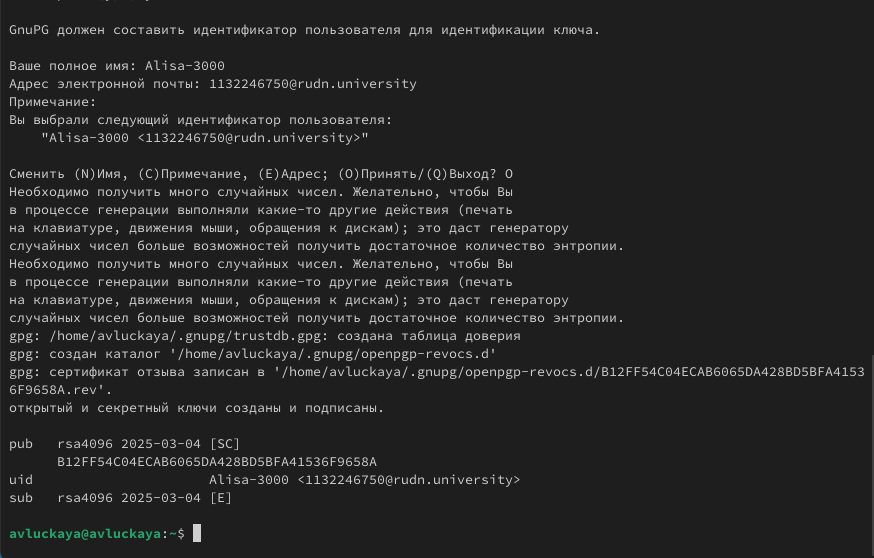 GnuPG должен составить идентификатор пользователя для идентификации ключа.
Ваше полное имя: Alisa-3000
Адрес электронной почты: 1132246750@rudn.university
Примечание:
Вы выбрали следующий идентификатор пользователя:
"Alisa-3000 <1132246750@rudn.university>"
Сменить (N)Имя, (C)Примечание, (E)Адрес; (O)Принять/(Q)Выход? O
Необходимо получить много случайных чисел. Желательно, чтобы Вы
в процессе генерации выполняли какие-то другие действия (печать
на клавиатуре, движения мыши, обращения к дискам); это даст генератору
случайных чисел больше возможностей получить достаточное количество энтропии.
Необходимо получить много случайных чисел. Желательно, чтобы Вы
в процессе генерации выполняли какие-то другие действия (печать
на клавиатуре, движения мыши, обращения к дискам); это даст генератору
случайных чисел больше возможностей получить достаточное количество энтропии.
gpg: /home/avluckaya/.gnupg/trustdb.gpg: создана таблица доверия
gpg: создан каталог '/home/avluckaya/.gnupg/openpgp-revocs.d'
gpg: сертификат отзыва записан в '/home/avluckaya/.gnupg/openpgp-revocs.d/B12FF54C04ECAB6065DA428BD5BFA4153
6F9658A.rev'.
открытый и секретный ключи созданы и подписаны.
pub   rsa4096 2025-03-04 [SC]
B12FF54C04ECAB6065DA428BD5BFA41536F9658A
uid                      Alisa-3000 <1132246750@rudn.university>
sub   rsa4096 2025-03-04 [E]
avluckaya@avluckaya:~$